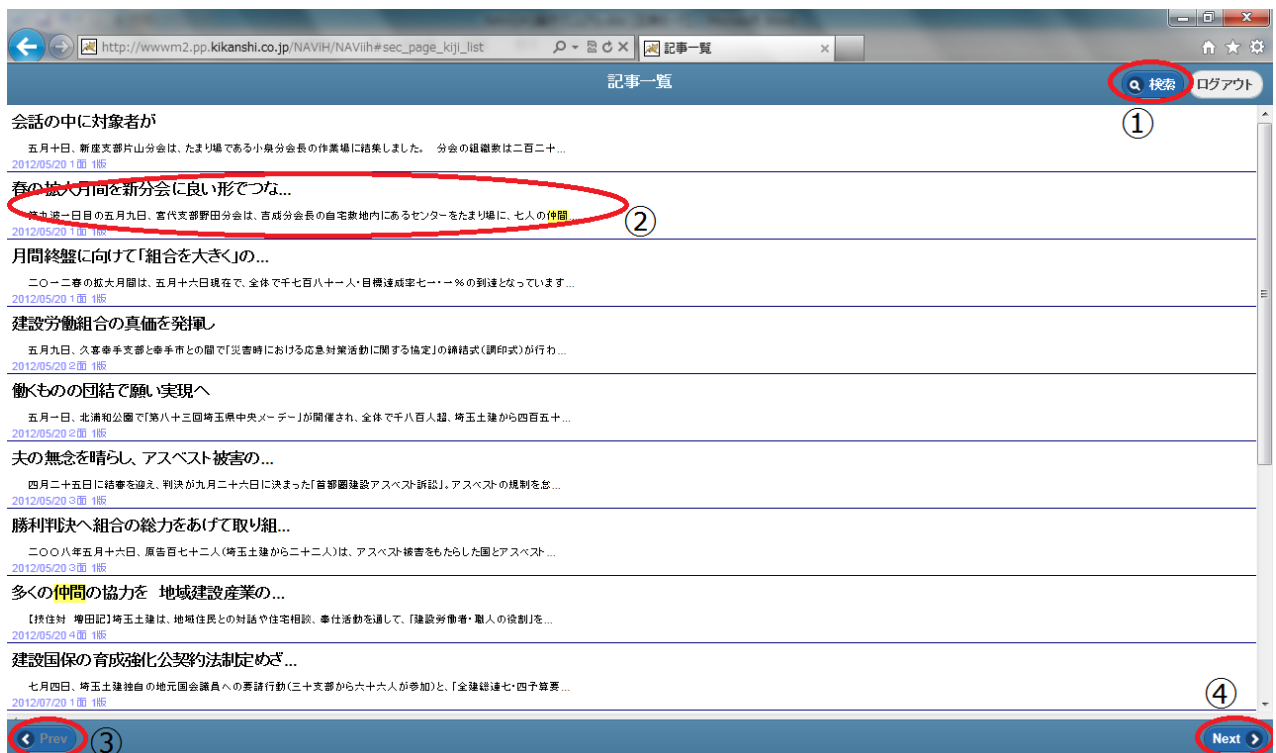 http://wwwm2.pp.kikanshi.co.jp/NAVIH/NAViih#sec_page_kiji_list
記事一覧
記事一覧
検索
ログアウト
①
会話の中に対象者が
五月十日、新座支部片山分会は、たまり場である小泉分会長の作業場に結集しました。 分会の組織数は二百二十…
2012/05/20 1面 1版
春の拡大月間を新分会に良い形でつな...
第九波一日目の五月九日、宮代支部野田分会は、吉成分会長の自宅敷地内にあるセンターをたまり場に、七人の仲間…
②
2012/05/20 1面 1版
月間終盤に向けて「組合を大きく」の...
二〇一二春の拡大月間は、五月十六日現在で、全体で千七百八十一人・目標達成率七一・一%の到達となっています…
2012/05/20 1面 1版
建設労働組合の真価を発揮し
五月九日、久喜幸手支部と幸手市との間で「災害時における応急対策活動に関する協定」の締結式(調印式)が行わ…
2012/05/20 2面 1版
働くものの団結で願い実現へ
五月一日、北浦和公園で「第八十三回埼玉県中央メーデー」が開催され、全体で千八百人超、埼玉土建から四百五十…
2012/05/20 2面 1版
夫の無念を晴らし、アスベスト被害の...
四月二十五日に結審を迎え、判決が九月二十六日に決まった「首都圏建設アスベスト訴訟」。アスベストの規制を怠…
2012/05/20 3面 1版
勝利判決へ組合の総力をあげて取り組...
二〇〇八年五月十六日、原告百七十二人(埼玉土建から二十二人)は、アスベスト被害をもたらした国とアスベスト…
2012/05/20 3面 1版
多くの仲間の協力を 地域建設産業の...
【技住対 増田記】埼玉土建は、地域住民との対話や住宅相談、奉仕活動を通して、「建設労働者・職人の役割」を…
2012/05/20 4面 1版
建設国保の育成強化公契約法制定めざ...
七月四日、埼玉土建独自の地元国会議員への要請行動(三十支部から六十六人が参加)と、「全建総連七・四予算要…
2012/07/20 1面 1版
④
Prev
③
Next